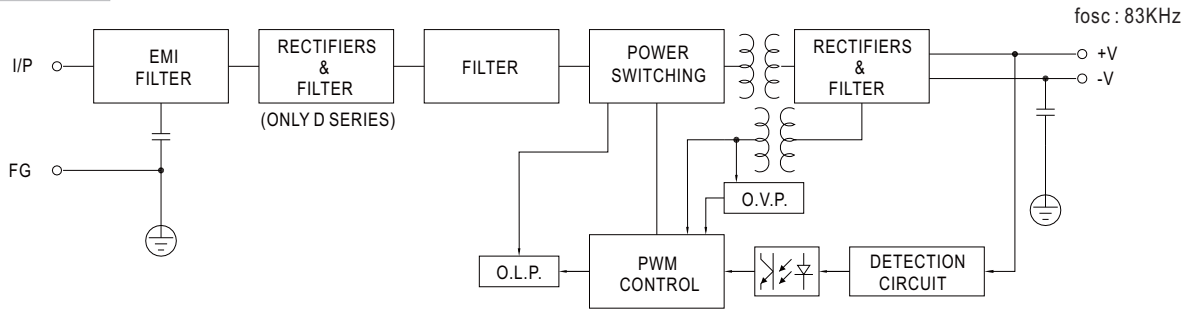 fosc : 83KHz
I/P
EMI
FILTER
RECTIFIERS
&
FILTER
(ONLY D SERIES)
FILTER
POWER
SWITCHING
RECTIFIERS
&
FILTER
+V
-V
FG
O.V.P.
O.L.P.
PWM
CONTROL
DETECTION
CIRCUIT